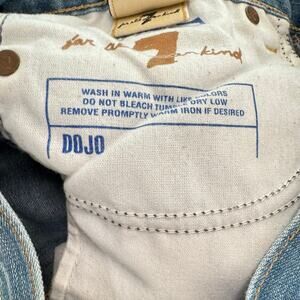 for all 7 mankind
WASH IN WARM WITH LIKE COLORS
DO NOT BLEACH TUMBLE DRY LOW
REMOVE PROMPTLY WARM IRON IF DESIRED
DOJO